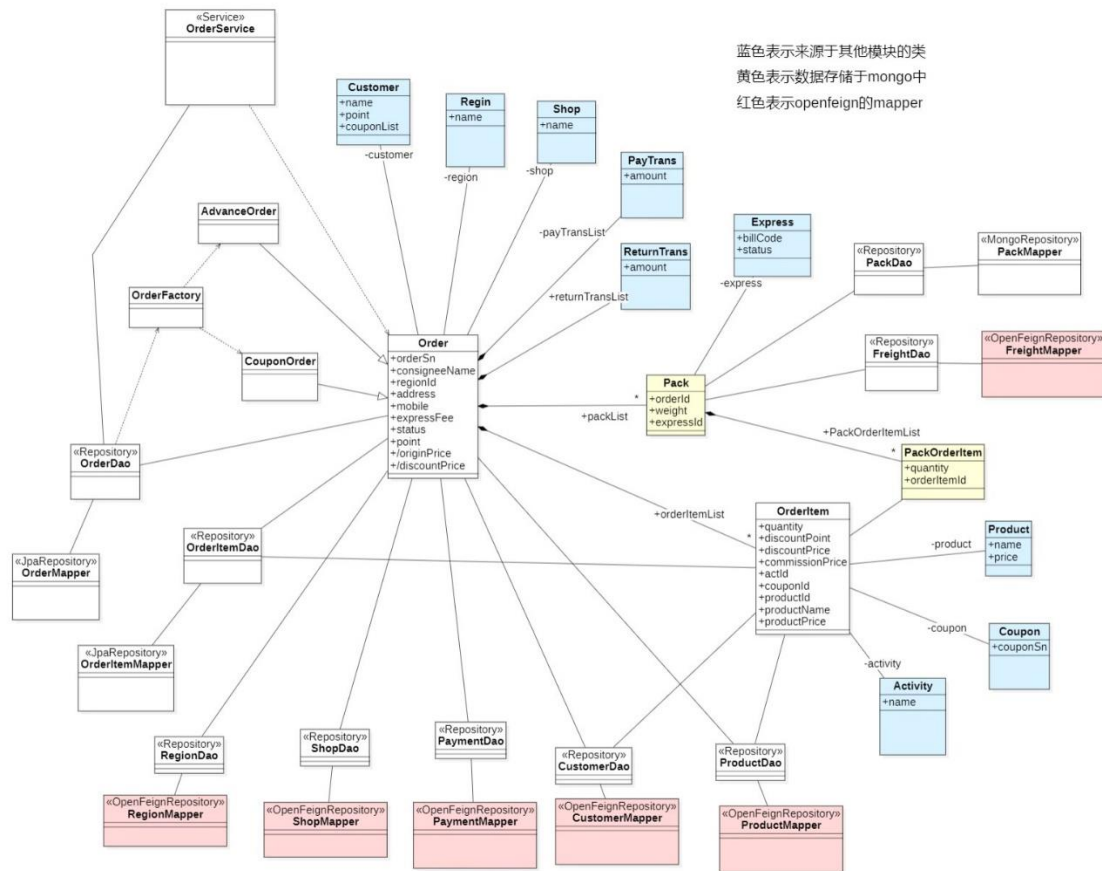 «Service»
OrderService
蓝色表示来源于其他模块的类
黄色表示数据存储于mongo中
红色表示openfeign的mapper
Customer
+name
+point
+couponList
-customer
Regin
+name
-region
Shop
+name
-shop
PayTrans
+amount
-payTransList
ReturnTrans
+amount
+returnTransList
Express
+billCode
+status
-express
«Repository»
PackDao
«MongoRepository»
PackMapper
AdvanceOrder
OrderFactory
CouponOrder
Order
+orderSn
+consigneeName
+regionId
+address
+mobile
+expressFee
+status
+point
+/originPrice
+/discountPrice
«Repository»
FreightDao
«OpenFeignRepository»
FreightMapper
Pack
+orderId
+weight
+expressId
*
+packList
+PackOrderItemList
*
PackOrderItem
+quantity
+orderItemId
«Repository»
OrderDao
+orderItemList
*
OrderItem
+quantity
+discountPoint
+discountPrice
+commissionPrice
+actId
+couponId
+productId
+productName
+productPrice
-product
Product
+name
+price
«Repository»
OrderItemDao
«JpaRepository»
OrderMapper
-coupon
Coupon
+couponSn
«JpaRepository»
OrderItemMapper
-activity
Activity
+name
«Repository»
RegionDao
«Repository»
ShopDao
«Repository»
PaymentDao
«Repository»
CustomerDao
«Repository»
ProductDao
«OpenFeignRepository»
RegionMapper
«OpenFeignRepository»
ShopMapper
«OpenFeignRepository»
PaymentMapper
«OpenFeignRepository»
CustomerMapper
«OpenFeignRepository»
ProductMapper